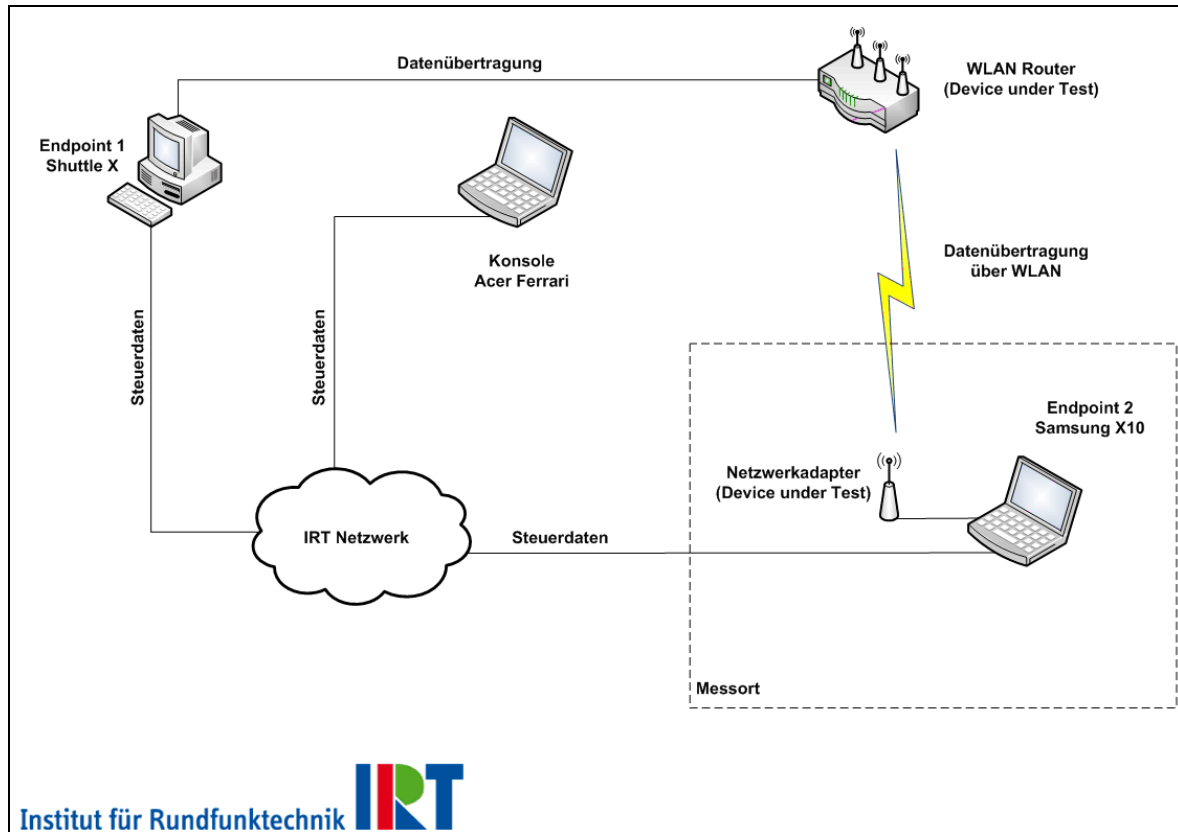 Datenübertragung
WLAN Router
(Device under Test)
Endpoint 1
Shuttle X
Konsole
Acer Ferrari
Datenübertragung
über WLAN
Steuerdaten
Steuerdaten
Endpoint 2
Samsung X10
Netzwerkadapter
(Device under Test)
IRT Netzwerk
Steuerdaten
Messort
Institut für Rundfunktechnik IRT